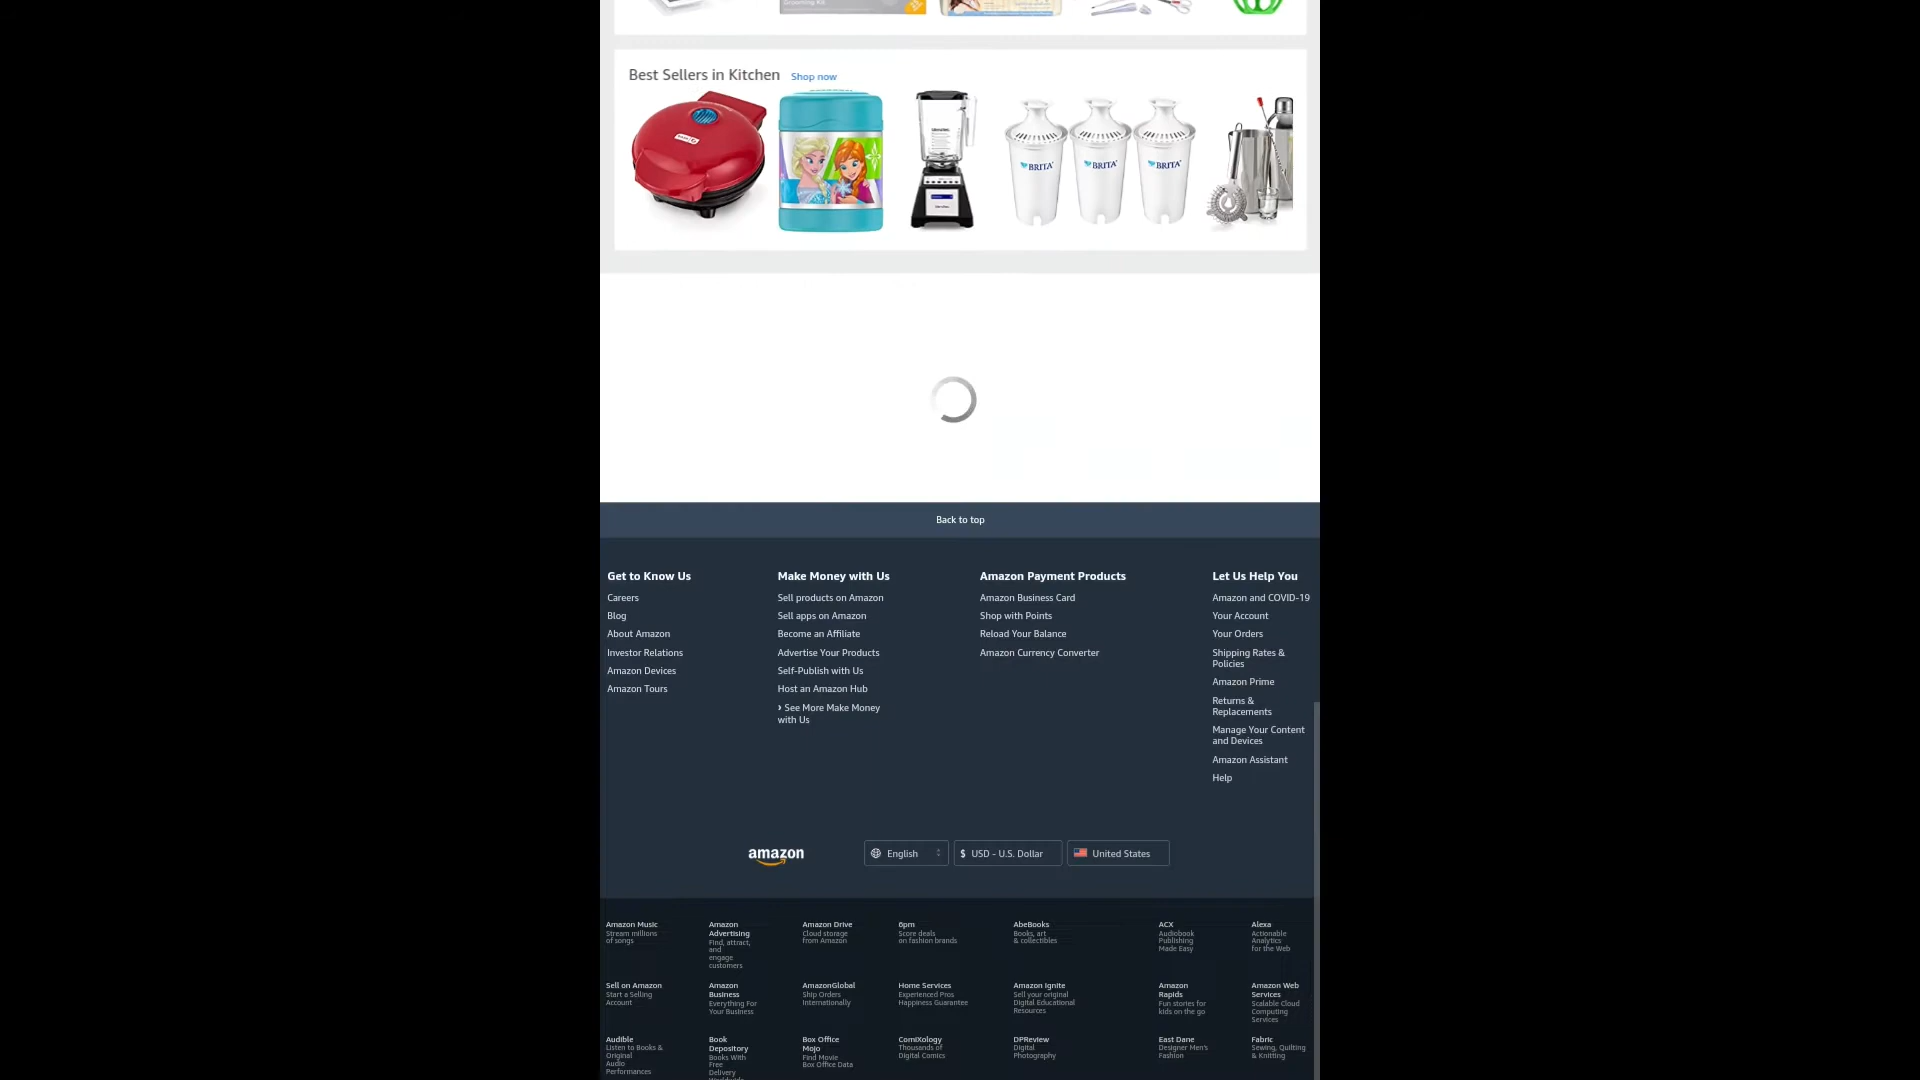 Grooming Kit
Best Sellers in Kitchen Shop now
BRITA
BRITA
BRITA
Back to top
Get to Know Us
Careers
Blog
About Amazon
Investor Relations
Amazon Devices
Amazon Tours
Make Money with Us
Sell products on Amazon
Sell apps on Amazon
Become an Affiliate
Advertise Your Products
Self-Publish with Us
Host an Amazon Hub
› See More Make Money
with Us
Amazon Payment Products
Amazon Business Card
Shop with Points
Reload Your Balance
Amazon Currency Converter
Let Us Help You
Amazon and COVID-19
Your Account
Your Orders
Shipping Rates &
Policies
Amazon Prime
Returns &
Replacements
Manage Your Content
and Devices
Amazon Assistant
Help
amazon
English
$ USD - U.S. Dollar
United States
Amazon Music
Stream millions
of songs
Amazon
Advertising
Find, attract,
and
engage
customers
Amazon Drive
Cloud storage
from Amazon
6pm
Score deals
on fashion brands
AbeBooks
Books, art
& collectibles
ACX
Audiobook
Publishing
Made Easy
Alexa
Actionable
Analytics
for the Web
Sell on Amazon
Start a Selling
Account
Amazon
Business
Everything For
Your Business
AmazonGlobal
Ship Orders
Internationally
Home Services
Experienced Pros
Happiness Guarantee
Amazon Ignite
Sell your original
Digital Educational
Resources
Amazon
Rapids
Fun stories for
kids on the go
Amazon Web
Services
Scalable Cloud
Computing
Services
Audible
Listen to Books &
Original
Audio
Performances
Book
Depository
Books With
Free
Delivery
Worldwide
Box Office
Mojo
Find Movie
Box Office Data
ComiXology
Thousands of
Digital Comics
DPReview
Digital
Photography
East Dane
Designer Men's
Fashion
Fabric
Sewing, Quilting
& Knitting